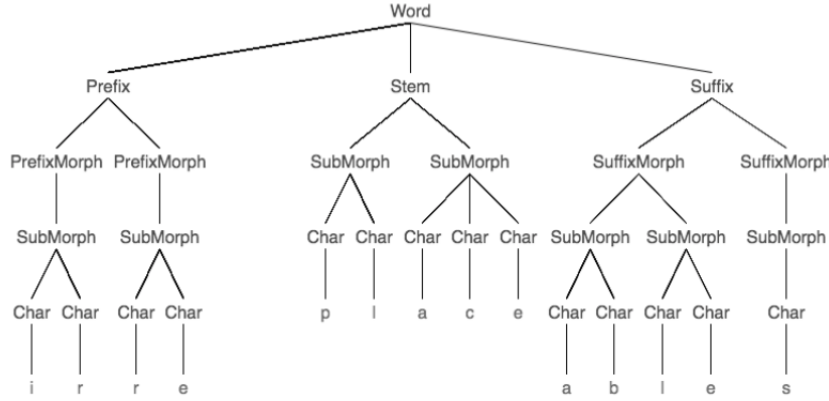 Word
Prefix Stem Suffix
PrefixMorph PrefixMorph SubMorph SubMorph SuffixMorph SuffixMorph
SubMorph SubMorph Char Char Char Char Char SubMorph SubMorph SubMorph
Char Char Char Char p l a c e Char Char Char Char Char
i r r e a b l e s